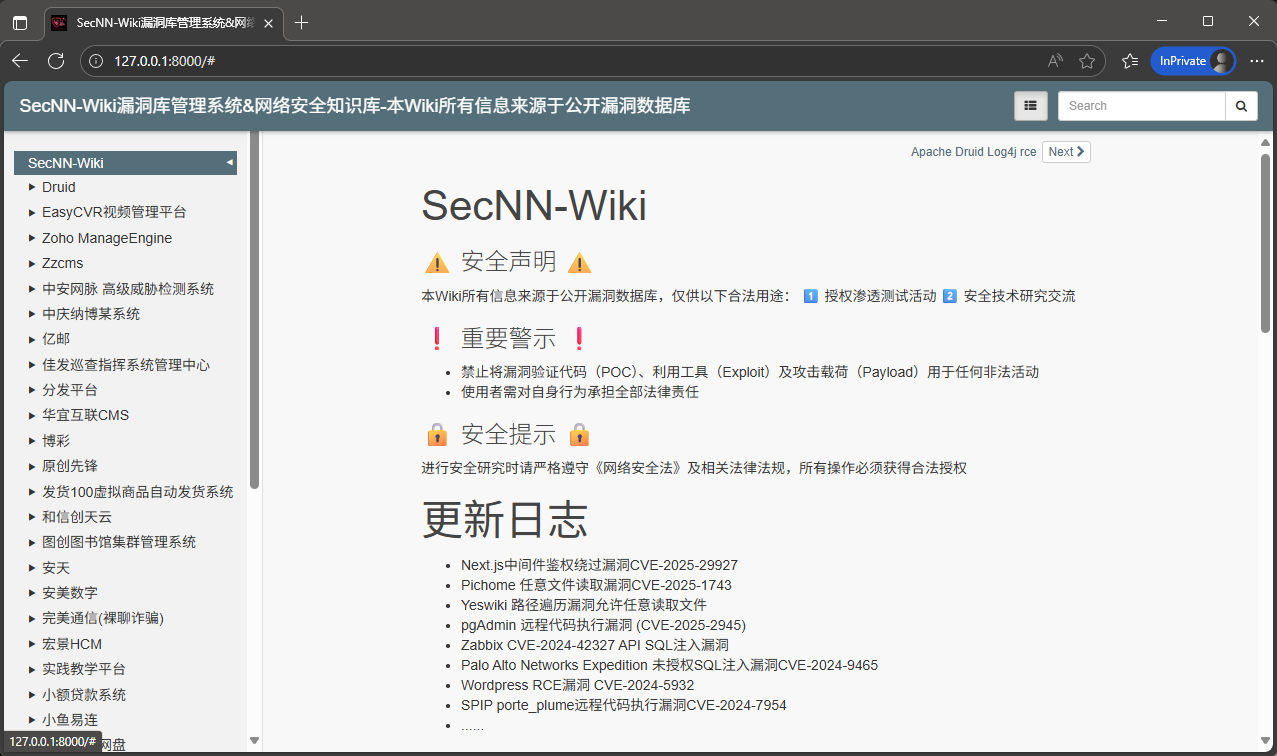 SecNN-Wiki漏洞库管理系统&网络
127.0.0.1:8000/#
InPrivate
SecNN-Wiki漏洞库管理系统&网络安全知识库-本Wiki所有信息来源于公开漏洞数据库
Search
SecNN-Wiki
Druid
EasyCVR视频管理平台
Zoho ManageEngine
Zzcms
中安网脉 高级威胁检测系统
中庆纳博某系统
亿邮
佳发巡查指挥系统管理中心
分发平台
华宜互联CMS
博彩
原创先锋
发货100虚拟商品自动发货系统
和信创天云
图创图书馆集群管理系统
安天
安美数字
完美通信(裸聊诈骗)
宏景HCM
实践教学平台
小额贷款系统
小鱼易连
网盘
127.0.0.1:8000/#
Apache Druid Log4j rce Next
SecNN-Wiki
⚠️ 安全声明 ⚠️
本Wiki所有信息来源于公开漏洞数据库，仅供以下合法用途： 1️⃣ 授权渗透测试活动 2️⃣ 安全技术研究交流
❗ 重要警示 ❗
• 禁止将漏洞验证代码（POC）、利用工具（Exploit）及攻击载荷（Payload）用于任何非法活动
• 使用者需对自身行为承担全部法律责任
🔒 安全提示 🔒
进行安全研究时请严格遵守《网络安全法》及相关法律法规，所有操作必须获得合法授权
更新日志
• Next.js中间件鉴权绕过漏洞CVE-2025-29927
• Pichome 任意文件读取漏洞CVE-2025-1743
• Yeswiki 路径遍历漏洞允许任意读取文件
• pgAdmin 远程代码执行漏洞 (CVE-2025-2945)
• Zabbix CVE-2024-42327 API SQL注入漏洞
• Palo Alto Networks Expedition 未授权SQL注入漏洞CVE-2024-9465
• Wordpress RCE漏洞 CVE-2024-5932
• SPIP porte_plume远程代码执行漏洞CVE-2024-7954
• ......